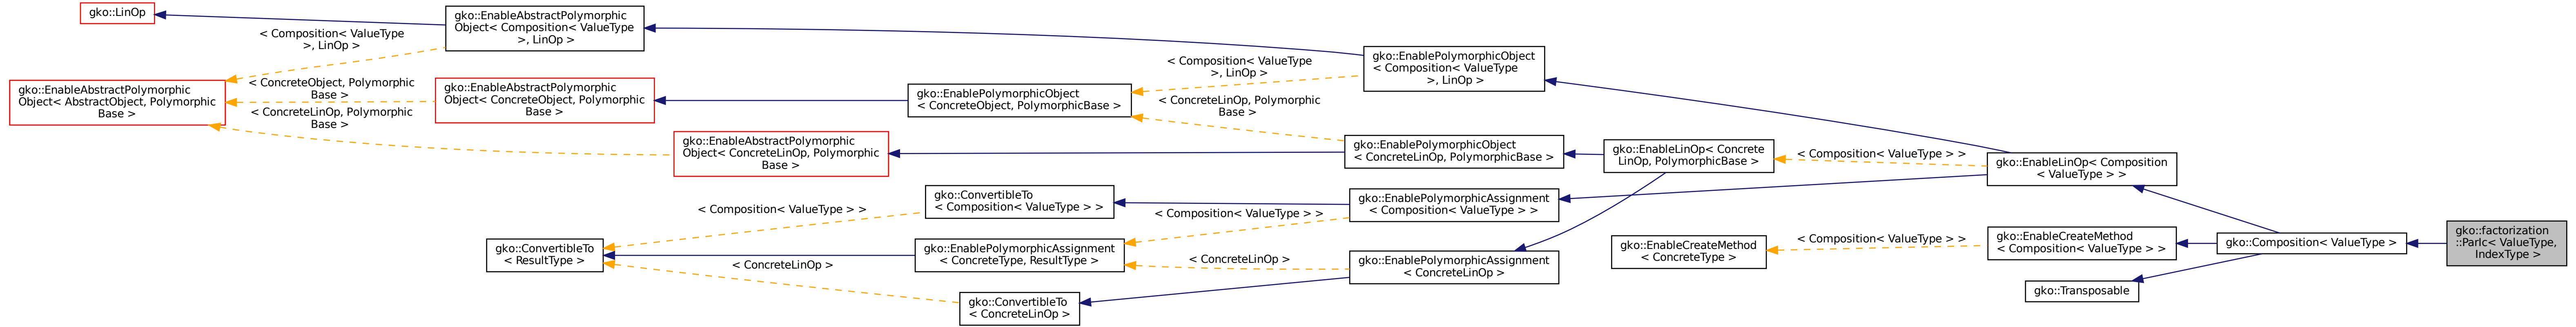 gko::LinOp
gko::EnableAbstractPolymorphic
Object< Composition< ValueType
>, LinOp >
< Composition< ValueType
>, LinOp >
gko::EnableAbstractPolymorphic
Object< AbstractObject, Polymorphic
Base >
< ConcreteObject, Polymorphic
Base >
< ConcreteLinOp, Polymorphic
Base >
gko::EnableAbstractPolymorphic
Object< ConcreteObject, Polymorphic
Base >
gko::EnableAbstractPolymorphic
Object< ConcreteLinOp, Polymorphic
Base >
gko::EnablePolymorphicObject
< ConcreteObject, PolymorphicBase >
< Composition< ValueType
>, LinOp >
< ConcreteLinOp, Polymorphic
Base >
gko::EnablePolymorphicObject
< Composition< ValueType
>, LinOp >
gko::EnablePolymorphicObject
< ConcreteLinOp, PolymorphicBase >
gko::EnableLinOp< Concrete
LinOp, PolymorphicBase >
< Composition< ValueType > >
gko::EnableLinOp< Composition
< ValueType > >
gko::ConvertibleTo
< ResultType >
< Composition< ValueType > >
gko::ConvertibleTo
< Composition< ValueType > >
gko::EnablePolymorphicAssignment
< ConcreteType, ResultType >
< ConcreteLinOp >
gko::ConvertibleTo
< ConcreteLinOp >
< Composition< ValueType > >
< ConcreteLinOp >
gko::EnablePolymorphicAssignment
< Composition< ValueType > >
gko::EnablePolymorphicAssignment
< ConcreteLinOp >
gko::EnableCreateMethod
< ConcreteType >
< Composition< ValueType > >
gko::EnableCreateMethod
< Composition< ValueType > >
gko::Transposable
gko::Composition< ValueType >
gko::factorization
::ParIc< ValueType,
IndexType >